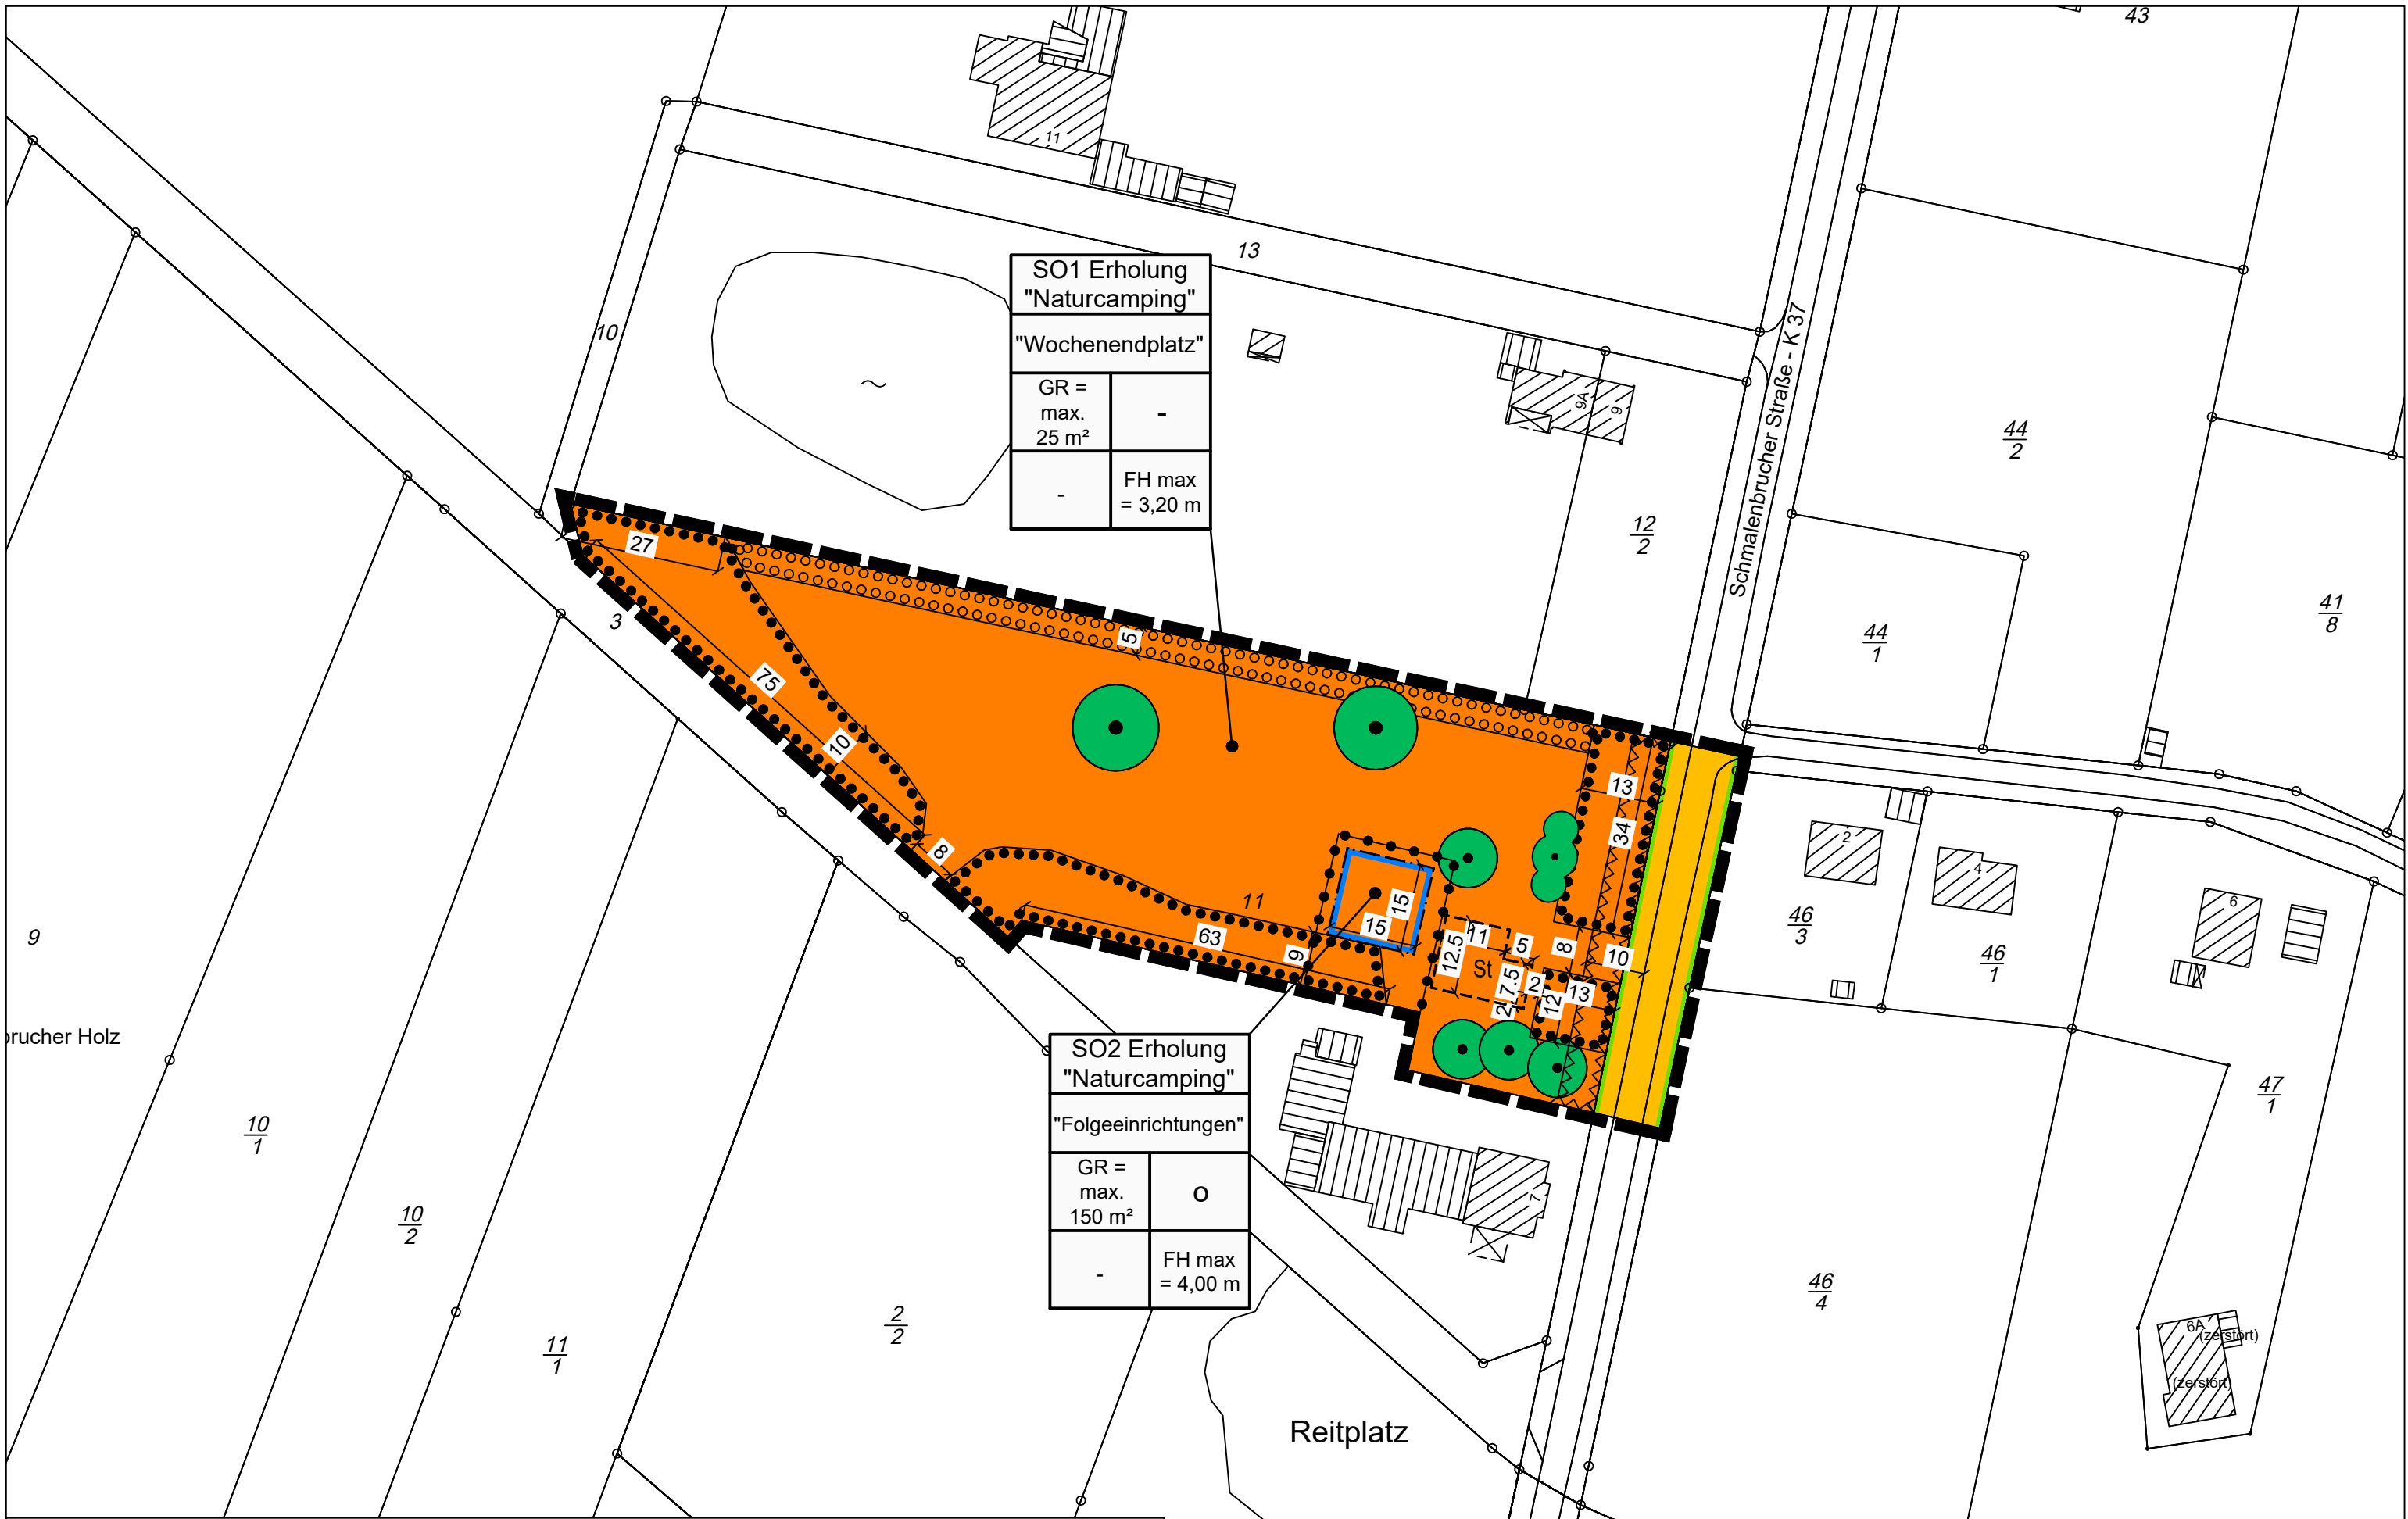 43
11
13
SO1 Erholung
"Naturcamping"
"Wochenendplatz"
GR =
max.
25 m²
-
-
FH max
= 3,20 m
10
9A
9
Schmalenbrucher Straße - K 37
44
2
12
2
41
8
44
1
27
3
5
75
10
13
34
8
2
4
6
11
15
15
63
9
12.5
11
5
8
10
St
7.5
2
13
12
2
46
3
46
1
9
brucher Holz
SO2 Erholung
"Naturcamping"
"Folgeeinrichtungen"
GR =
max.
150 m²
o
-
FH max
= 4,00 m
47
1
10
1
10
2
7
46
4
2
2
11
1
6A
(zerstört)
(zerstört)
Reitplatz